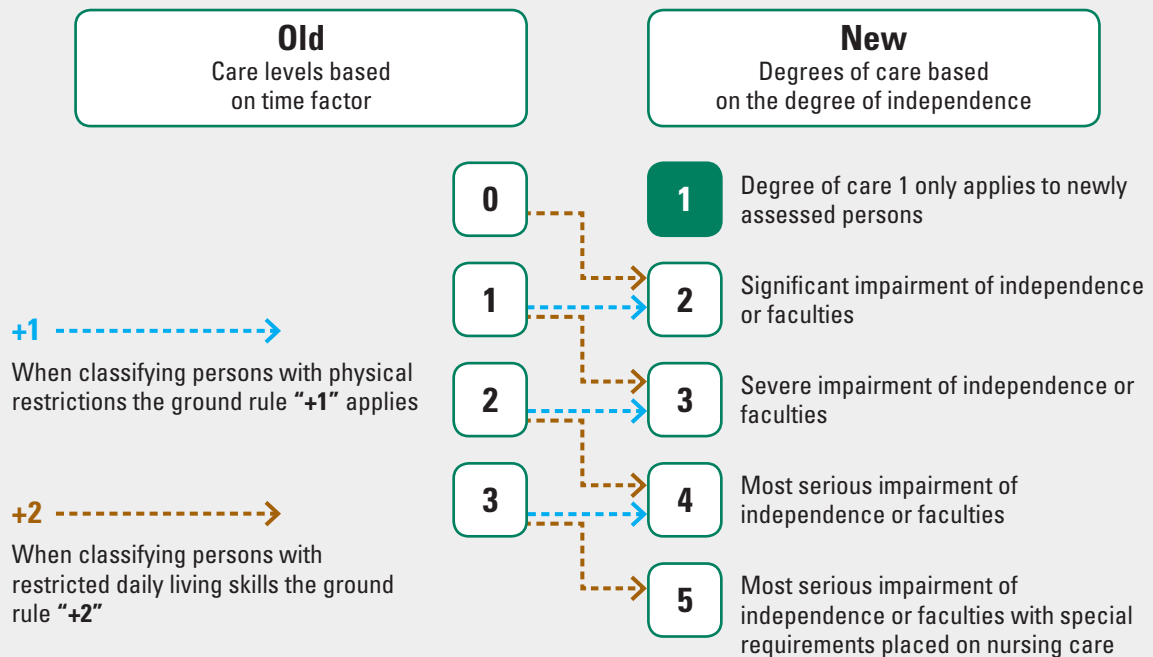 Old
Care levels based
on time factor
New
Degrees of care based
on the degree of independence
0
1
Degree of care 1 only applies to newly
assessed persons
1
2
Significant impairment of independence
or faculties
+1
When classifying persons with physical
restrictions the ground rule “+1” applies
2
3
Severe impairment of independence or
faculties
3
4
Most serious impairment of
independence or faculties
+2
When classifying persons with
restricted daily living skills the ground
rule “+2”
5
Most serious impairment of
independence or faculties with special
requirements placed on nursing care